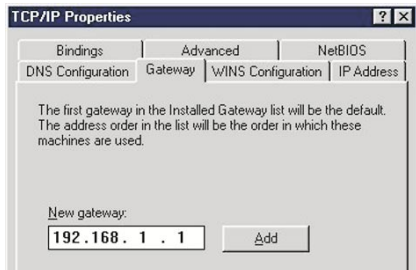 TCP/IP Properties
? ×
Bindings Advanced NetBIOS
DNS Configuration Gateway WINS Configuration IP Address
The first gateway in the Installed Gateway list will be the default.
The address order in the list will be the order in which these
machines are used.
New gateway:
192.168. 1 . 1 Add